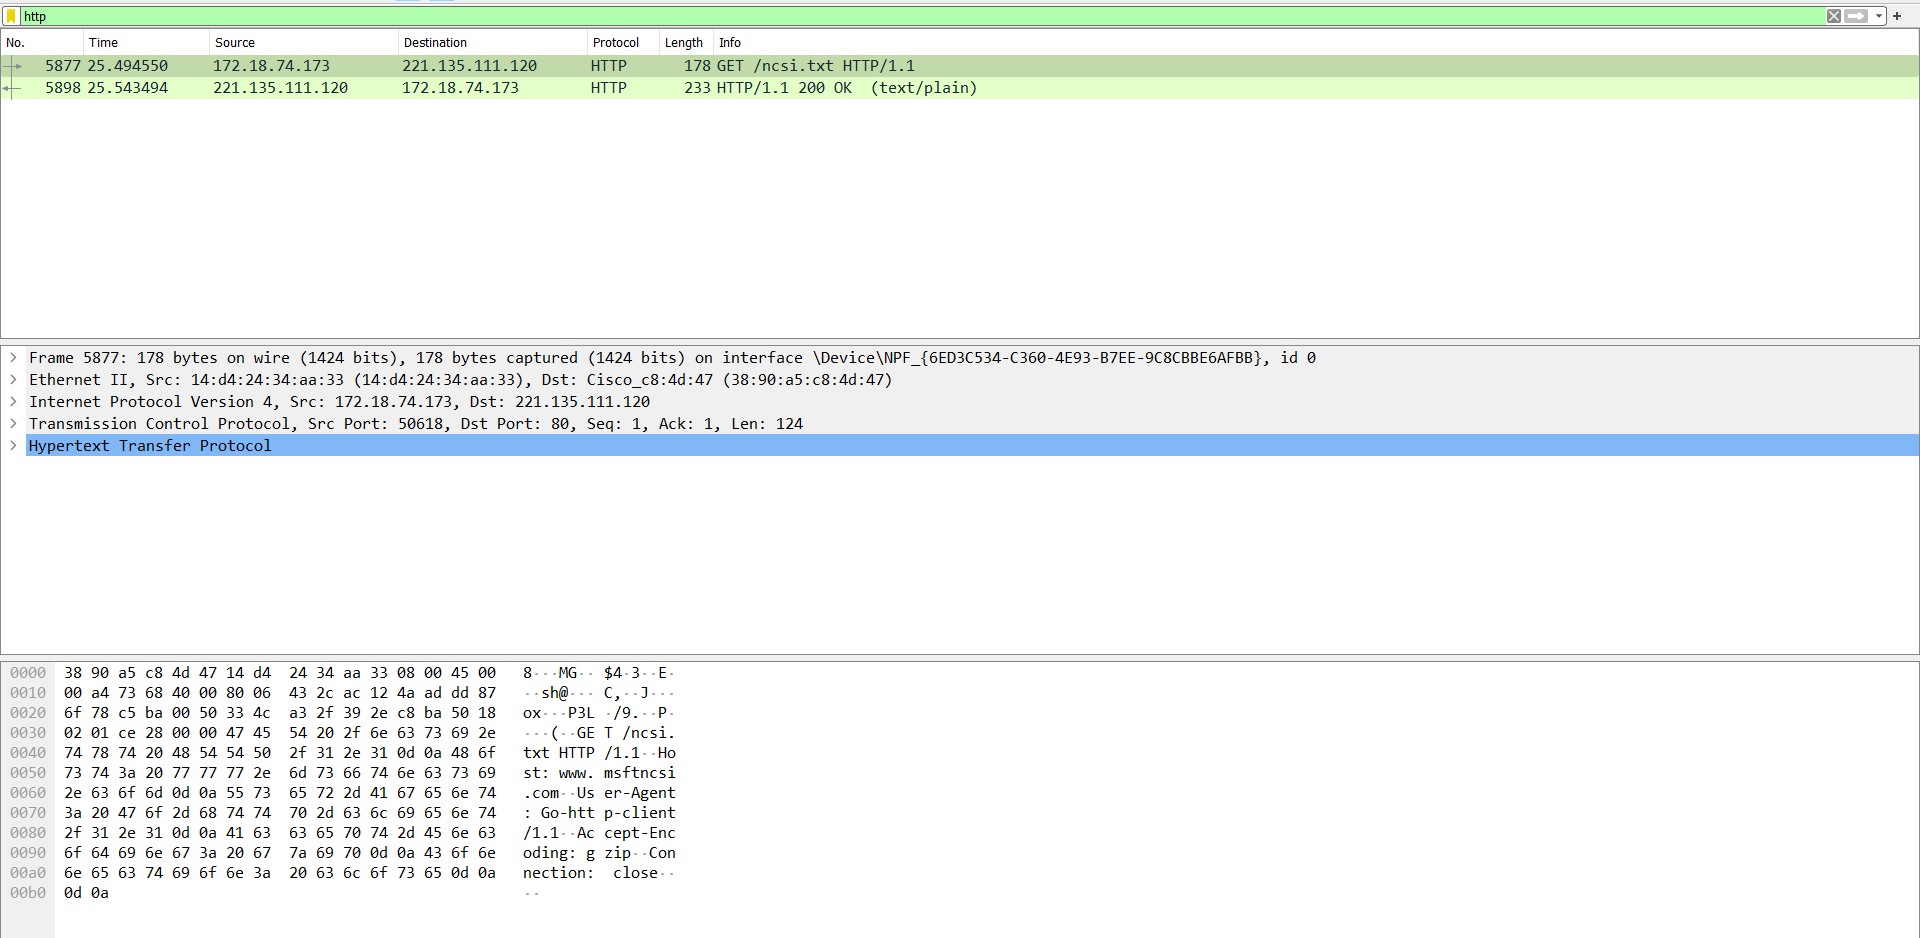 http
No. Time Source Destination Protocol Length Info
5877 25.494550 172.18.74.173 221.135.111.120 HTTP 178 GET /ncsi.txt HTTP/1.1
5898 25.543494 221.135.111.120 172.18.74.173 HTTP 233 HTTP/1.1 200 OK (text/plain)
Frame 5877: 178 bytes on wire (1424 bits), 178 bytes captured (1424 bits) on interface \Device\NPF_{6ED3C534-C360-4E93-B7EE-9C8CBBE6AFBB}, id 0
Ethernet II, Src: 14:d4:24:34:aa:33 (14:d4:24:34:aa:33), Dst: Cisco_c8:4d:47 (38:90:a5:c8:4d:47)
Internet Protocol Version 4, Src: 172.18.74.173, Dst: 221.135.111.120
Transmission Control Protocol, Src Port: 50618, Dst Port: 80, Seq: 1, Ack: 1, Len: 124
Hypertext Transfer Protocol
0000 38 90 a5 c8 4d 47 14 d4 24 34 aa 33 08 00 45 00 8···MG·· $4·3··E·
0010 00 a4 73 68 40 00 80 06 43 2c ac 12 4a ad dd 87 ··sh@··· C,··J···
0020 6f 78 c5 ba 00 50 33 4c a3 2f 39 2e c8 ba 50 18 ox···P3L ·/9.··P·
0030 02 01 ce 28 00 00 47 45 54 20 2f 6e 63 73 69 2e ···(··GE T /ncsi.
0040 74 78 74 20 48 54 54 50 2f 31 2e 31 0d 0a 48 6f txt HTTP /1.1··Ho
0050 73 74 3a 20 77 77 77 2e 6d 73 66 74 6e 63 73 69 st: www. msftncsi
0060 2e 63 6f 6d 0d 0a 55 73 65 72 2d 41 67 65 6e 74 .com··Us er-Agent
0070 3a 20 47 6f 2d 68 74 74 70 2d 63 6c 69 65 6e 74 : Go-htt p-client
0080 2f 31 2e 31 0d 0a 41 63 63 65 70 74 2d 45 6e 63 /1.1··Ac cept-Enc
0090 6f 64 69 6e 67 3a 20 67 7a 69 70 0d 0a 43 6f 6e oding: g zip··Con
00a0 6e 65 63 74 69 6f 6e 3a 20 63 6c 6f 73 65 0d 0a nection: close··
00b0 0d 0a ··